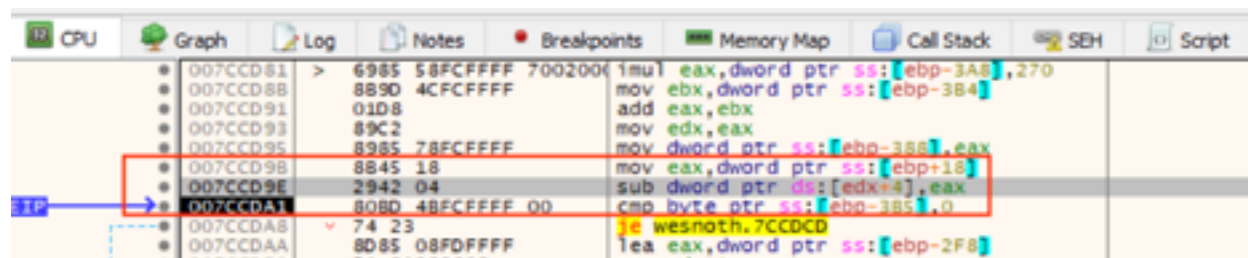 CPU Graph Log Notes Breakpoints Memory Map Call Stack SEH Script
007CCD81 > 6985 58FCFFFF 70020000 imul eax,dword ptr ss:[ebp-3A8],270
007CCD8B 8B9D 4CFCFFFF mov ebx,dword ptr ss:[ebp-3B4]
007CCD91 01D8 add eax,ebx
007CCD93 89C2 mov edx,eax
007CCD95 8985 78FCFFFF mov dword ptr ss:[ebp-388],eax
007CCD9B 8B45 18 mov eax,dword ptr ss:[ebp+18]
007CCD9E 2942 04 sub dword ptr ds:[edx+4],eax
EIP 007CCDA1 80BD 4BFCFFFF 00 cmp byte ptr ss:[ebp-3B5],0
007CCDA8 74 23 je wesnoth.7CCDCD
007CCDAA 8D85 08FDFFFF lea eax,dword ptr ss:[ebp-2F8]